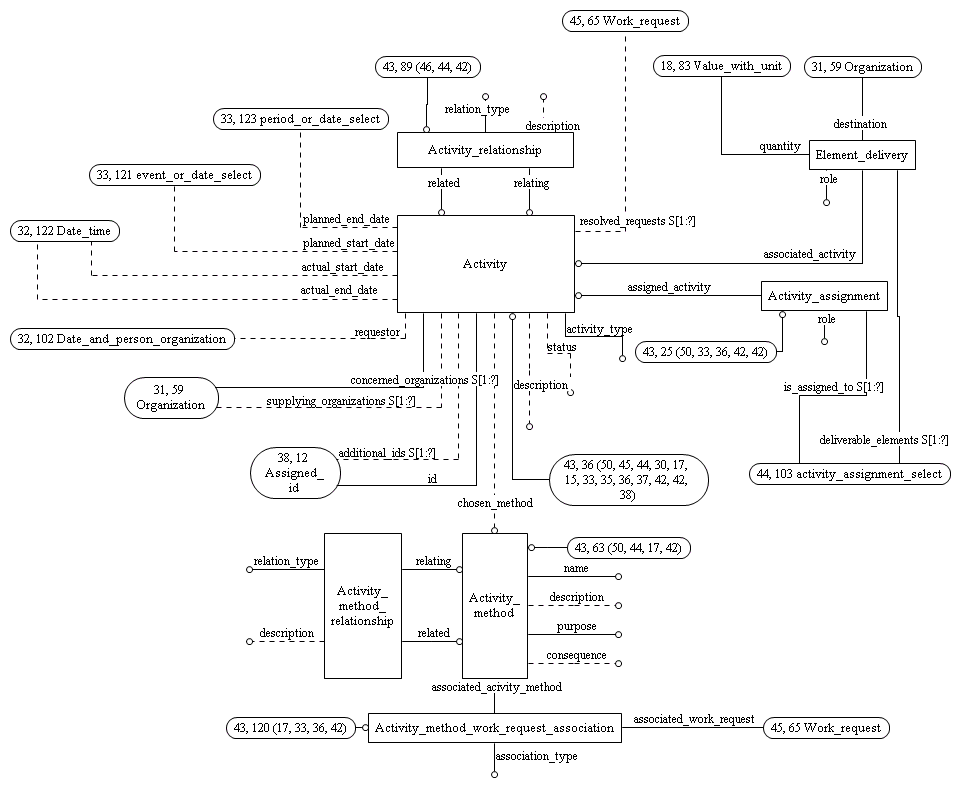 45, 65 Work_request
43, 89 (46, 44, 42)
18, 83 Value_with_unit
31, 59 Organization
relation_type
description
33, 123 period_or_date_select
destination
Activity_relationship
quantity
Element_delivery
33, 121 event_or_date_select
related
relating
role
planned_end_date
resolved_requests S[1:?]
32, 122 Date_time
planned_start_date
associated_activity
Activity
actual_start_date
actual_end_date
assigned_activity
Activity_assignment
requestor
activity_type
role
32, 102 Date_and_person_organization
status
43, 25 (50, 33, 36, 42, 42)
concerned_organizations S[1:?]
description
is_assigned_to S[1:?]
31, 59
Organization
supplying_organizations S[1:?]
deliverable_elements S[1:?]
additional_ids S[1:?]
38, 12
Assigned_
id
id
43, 36 (50, 45, 44, 30, 17,
15, 33, 35, 36, 37, 42, 42,
38)
44, 103 activity_assignment_select
chosen_method
43, 63 (50, 44, 17, 42)
relation_type
relating
name
Activity_
method_
relationship
Activity_
method
description
description
related
purpose
consequence
associated_acivity_method
43, 120 (17, 33, 36, 42)
Activity_method_work_request_association
associated_work_request
45, 65 Work_request
association_type